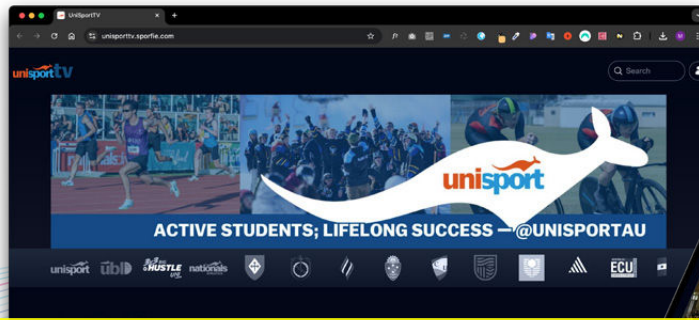 UniSportTV
unisporttv.sporfie.com
unisport tv
Search
unisport
ACTIVE STUDENTS; LIFELONG SUCCESS — @UNISPORTAU
unisport
ubl
HUSTLE
nationals
ECU